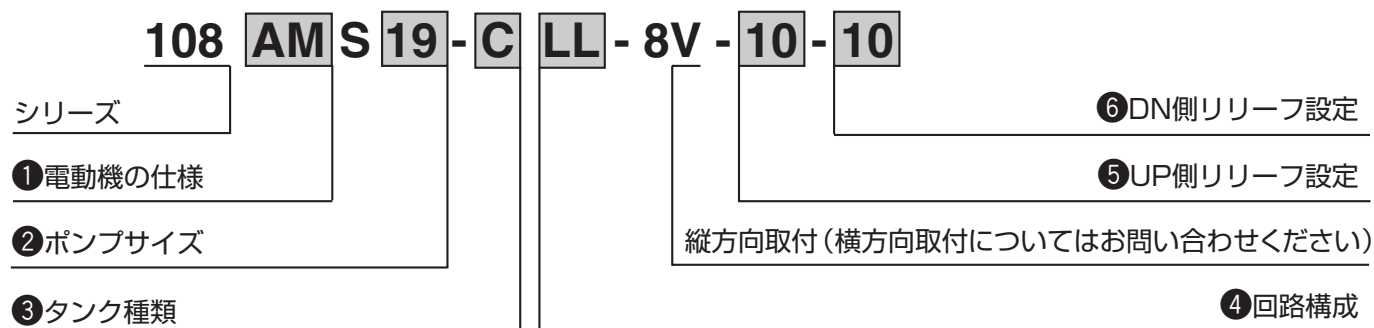 108 AM S 19 - C LL - 8V - 10 - 10
シリーズ
❻DN側リリーフ設定
❶電動機の仕様
❺UP側リリーフ設定
❷ポンプサイズ
縦方向取付(横方向取付についてはお問い合わせください)
❸タンク種類
❹回路構成